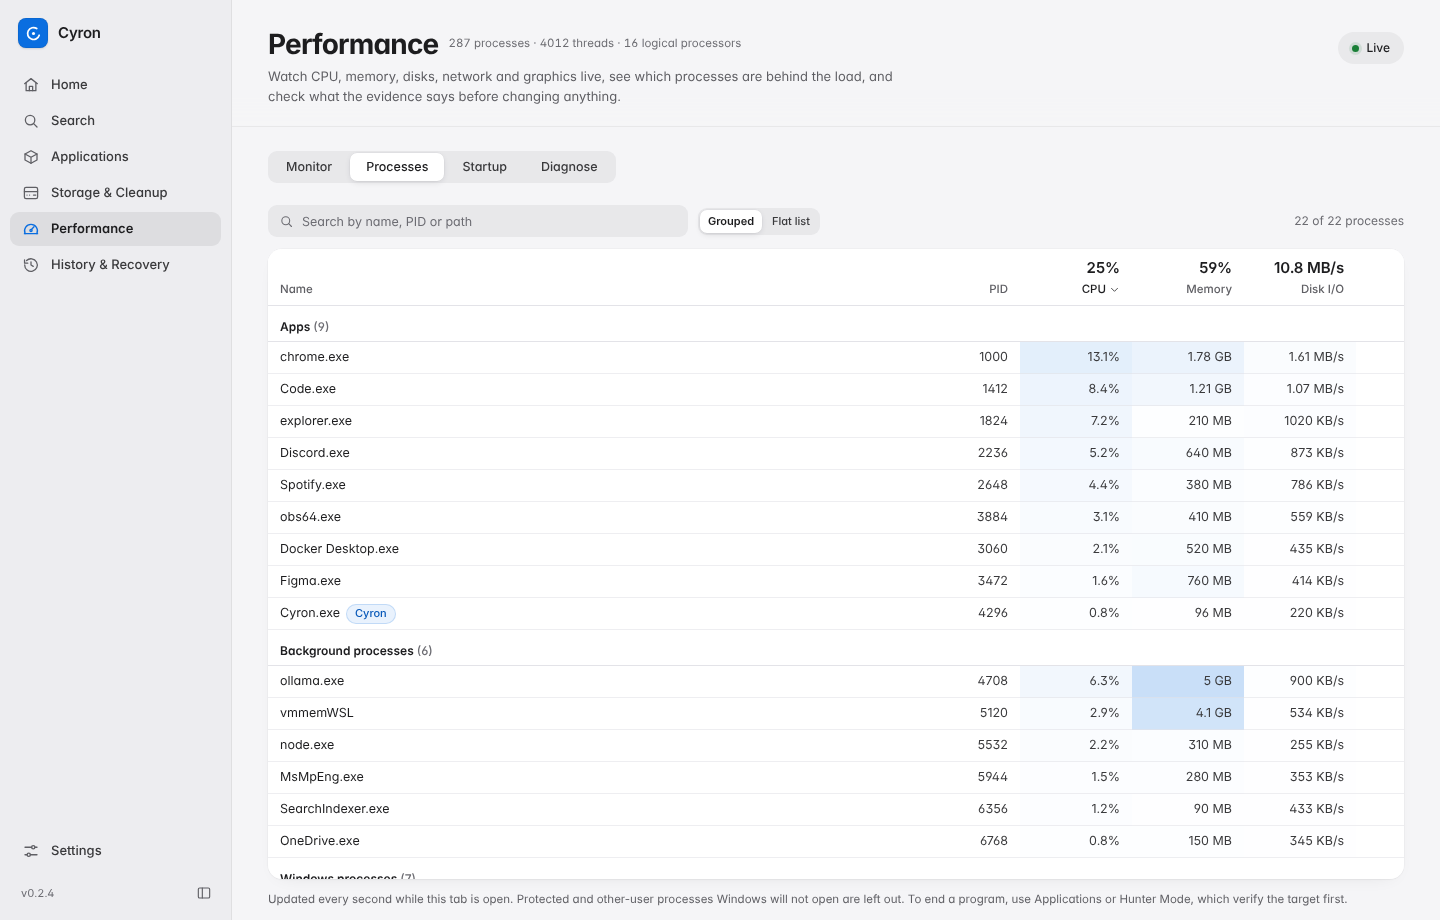 Cyron
Home
Search
Applications
Storage & Cleanup
Performance
History & Recovery
Settings
v0.2.4
Performance 287 processes · 4012 threads · 16 logical processors
Watch CPU, memory, disks, network and graphics live, see which processes are behind the load, and
check what the evidence says before changing anything.
Live
Monitor Processes Startup Diagnose
Search by name, PID or path
Grouped Flat list
22 of 22 processes
25% 59% 10.8 MB/s
Name PID CPU Memory Disk I/O
Apps (9)
chrome.exe 1000 13.1% 1.78 GB 1.61 MB/s
Code.exe 1412 8.4% 1.21 GB 1.07 MB/s
explorer.exe 1824 7.2% 210 MB 1020 KB/s
Discord.exe 2236 5.2% 640 MB 873 KB/s
Spotify.exe 2648 4.4% 380 MB 786 KB/s
obs64.exe 3884 3.1% 410 MB 559 KB/s
Docker Desktop.exe 3060 2.1% 520 MB 435 KB/s
Figma.exe 3472 1.6% 760 MB 414 KB/s
Cyron.exe Cyron 4296 0.8% 96 MB 220 KB/s
Background processes (6)
ollama.exe 4708 6.3% 5 GB 900 KB/s
vmmemWSL 5120 2.9% 4.1 GB 534 KB/s
node.exe 5532 2.2% 310 MB 255 KB/s
MsMpEng.exe 5944 1.5% 280 MB 353 KB/s
SearchIndexer.exe 6356 1.2% 90 MB 433 KB/s
OneDrive.exe 6768 0.8% 150 MB 345 KB/s
Windows processes (7)
Updated every second while this tab is open. Protected and other-user processes Windows will not open are left out. To end a program, use Applications or Hunter Mode, which verify the target first.